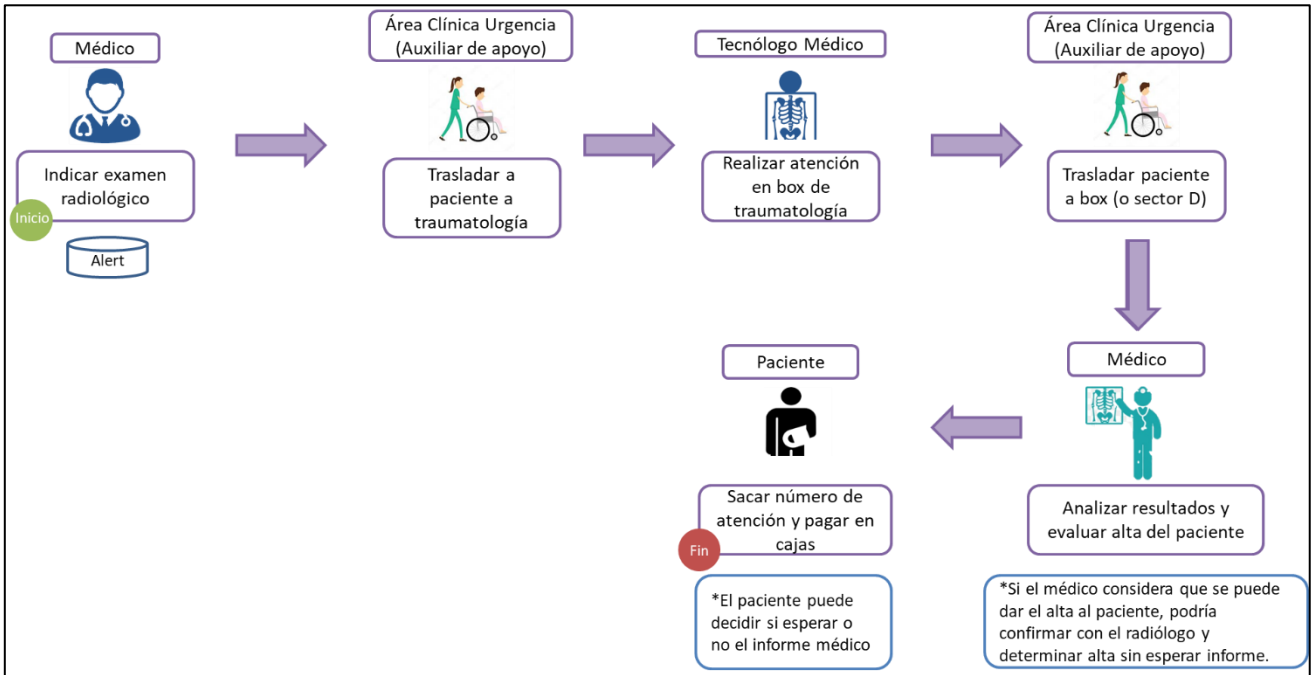 Médico
Indicar examen
radiológico
Inicio
Alert
Área Clínica Urgencia
(Auxiliar de apoyo)
Trasladar a
paciente a
traumatología
Tecnólogo Médico
Realizar atención
en box de
traumatología
Área Clínica Urgencia
(Auxiliar de apoyo)
Trasladar paciente
a box (o sector D)
Médico
Analizar resultados y
evaluar alta del paciente
*Si el médico considera que se puede
dar el alta al paciente, podría
confirmar con el radiólogo y
determinar alta sin esperar informe.
Paciente
Sacar número de
atención y pagar en
cajas
Fin
*El paciente puede
decidir si esperar o
no el informe médico